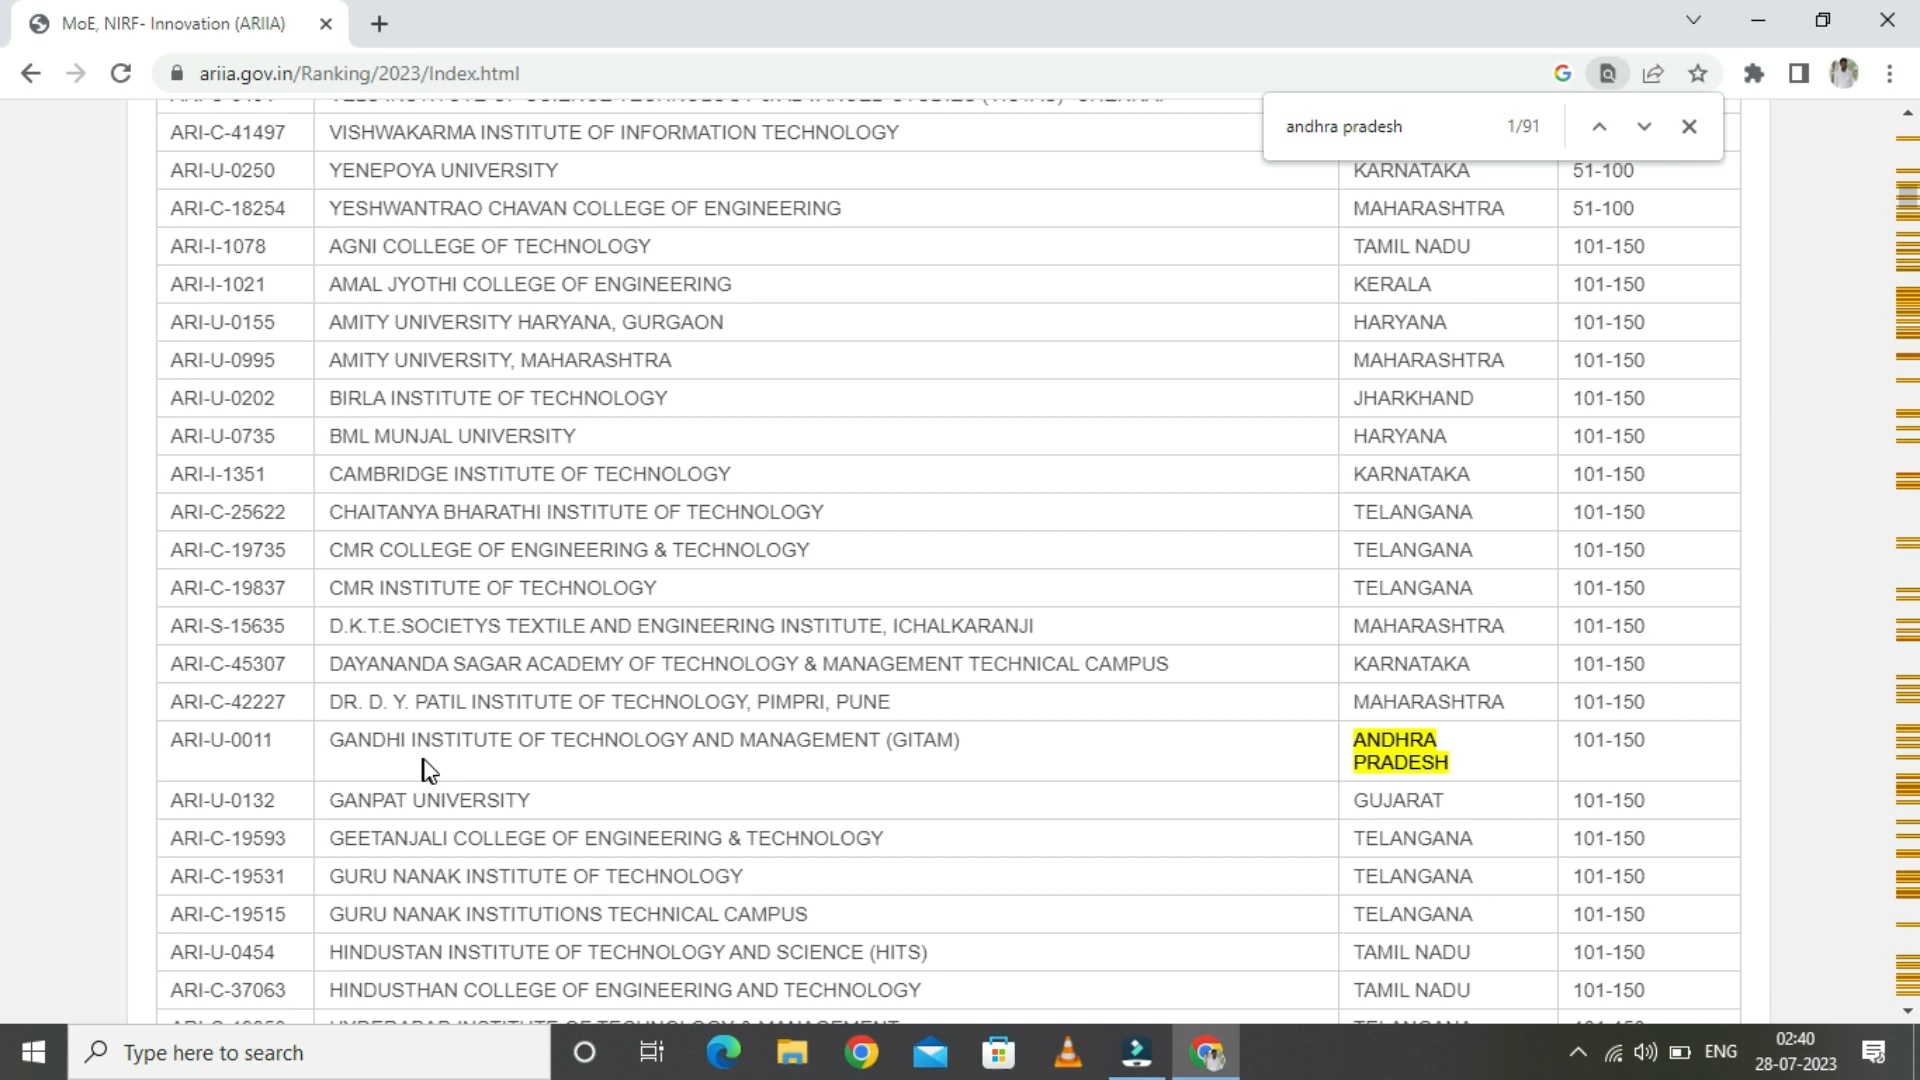 MoE, NIRF- Innovation (ARIIA)
ariia.gov.in/Ranking/2023/Index.html
andhra pradesh 1/91
ARI-C-41497 VISHWAKARMA INSTITUTE OF INFORMATION TECHNOLOGY
ARI-U-0250 YENEPOYA UNIVERSITY KARNATAKA 51-100
ARI-C-18254 YESHWANTRAO CHAVAN COLLEGE OF ENGINEERING MAHARASHTRA 51-100
ARI-I-1078 AGNI COLLEGE OF TECHNOLOGY TAMIL NADU 101-150
ARI-I-1021 AMAL JYOTHI COLLEGE OF ENGINEERING KERALA 101-150
ARI-U-0155 AMITY UNIVERSITY HARYANA, GURGAON HARYANA 101-150
ARI-U-0995 AMITY UNIVERSITY, MAHARASHTRA MAHARASHTRA 101-150
ARI-U-0202 BIRLA INSTITUTE OF TECHNOLOGY JHARKHAND 101-150
ARI-U-0735 BML MUNJAL UNIVERSITY HARYANA 101-150
ARI-I-1351 CAMBRIDGE INSTITUTE OF TECHNOLOGY KARNATAKA 101-150
ARI-C-25622 CHAITANYA BHARATHI INSTITUTE OF TECHNOLOGY TELANGANA 101-150
ARI-C-19735 CMR COLLEGE OF ENGINEERING & TECHNOLOGY TELANGANA 101-150
ARI-C-19837 CMR INSTITUTE OF TECHNOLOGY TELANGANA 101-150
ARI-S-15635 D.K.T.E.SOCIETYS TEXTILE AND ENGINEERING INSTITUTE, ICHALKARANJI MAHARASHTRA 101-150
ARI-C-45307 DAYANANDA SAGAR ACADEMY OF TECHNOLOGY & MANAGEMENT TECHNICAL CAMPUS KARNATAKA 101-150
ARI-C-42227 DR. D. Y. PATIL INSTITUTE OF TECHNOLOGY, PIMPRI, PUNE MAHARASHTRA 101-150
ARI-U-0011 GANDHI INSTITUTE OF TECHNOLOGY AND MANAGEMENT (GITAM) ANDHRA 101-150
PRADESH
ARI-U-0132 GANPAT UNIVERSITY GUJARAT 101-150
ARI-C-19593 GEETANJALI COLLEGE OF ENGINEERING & TECHNOLOGY TELANGANA 101-150
ARI-C-19531 GURU NANAK INSTITUTE OF TECHNOLOGY TELANGANA 101-150
ARI-C-19515 GURU NANAK INSTITUTIONS TECHNICAL CAMPUS TELANGANA 101-150
ARI-U-0454 HINDUSTAN INSTITUTE OF TECHNOLOGY AND SCIENCE (HITS) TAMIL NADU 101-150
ARI-C-37063 HINDUSTHAN COLLEGE OF ENGINEERING AND TECHNOLOGY TAMIL NADU 101-150
Type here to search
ENG
02:40
28-07-2023